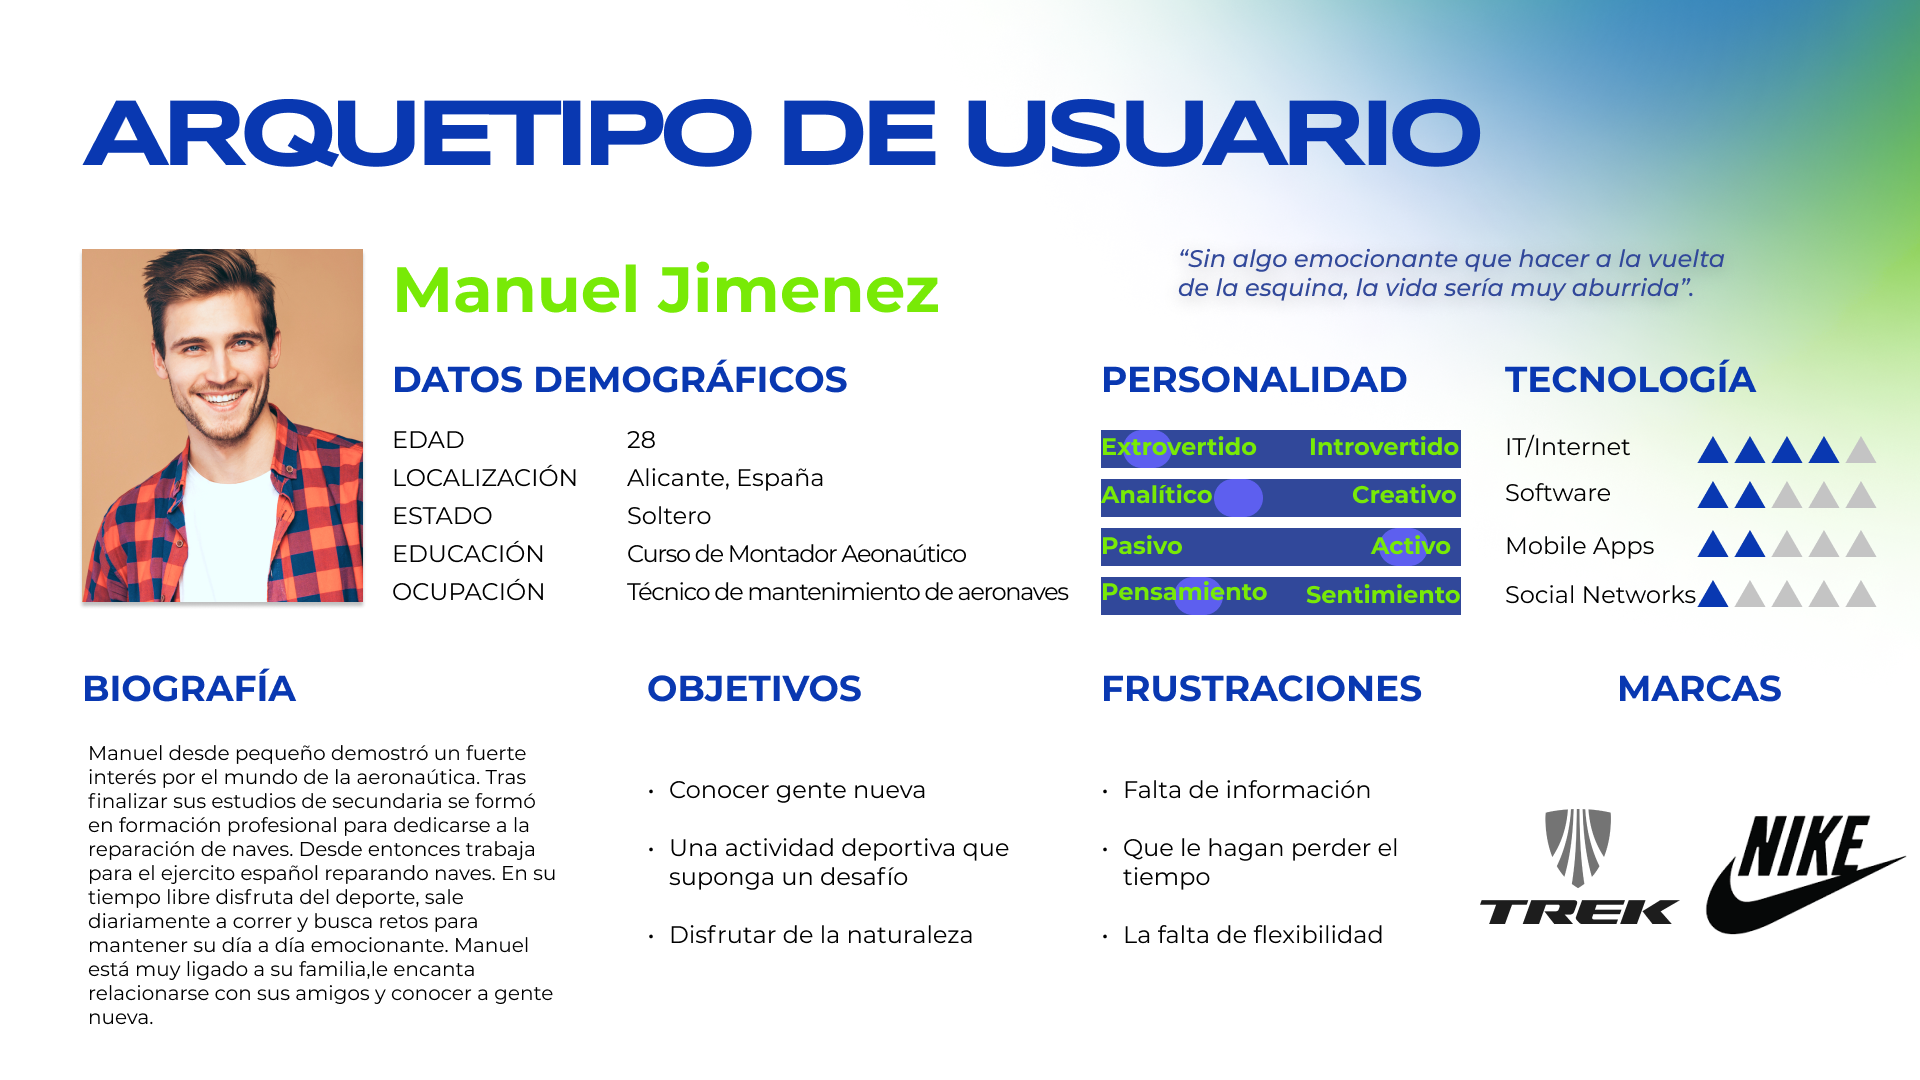 ARQUETIPO DE USUARIO
Manuel Jimenez
“Sin algo emocionante que hacer a la vuelta
de la esquina, la vida sería muy aburrida”.
DATOS DEMOGRÁFICOS
EDAD 28
LOCALIZACIÓN Alicante, España
ESTADO Soltero
EDUCACIÓN Curso de Montador Aeonaútico
OCUPACIÓN Técnico de mantenimiento de aeronaves
PERSONALIDAD
Extrovertido Introvertido
Analítico Creativo
Pasivo Activo
Pensamiento Sentimiento
TECNOLOGÍA
IT/Internet
Software
Mobile Apps
Social Networks
BIOGRAFÍA
Manuel desde pequeño demostró un fuerte
interés por el mundo de la aeronaútica. Tras
finalizar sus estudios de secundaria se formó
en formación profesional para dedicarse a la
reparación de naves. Desde entonces trabaja
para el ejercito español reparando naves. En su
tiempo libre disfruta del deporte, sale
diariamente a correr y busca retos para
mantener su día a día emocionante. Manuel
está muy ligado a su familia,le encanta
relacionarse con sus amigos y conocer a gente
nueva.
OBJETIVOS
• Conocer gente nueva
• Una actividad deportiva que
suponga un desafío
• Disfrutar de la naturaleza
FRUSTRACIONES
• Falta de información
• Que le hagan perder el
tiempo
• La falta de flexibilidad
MARCAS
TREK
NIKE